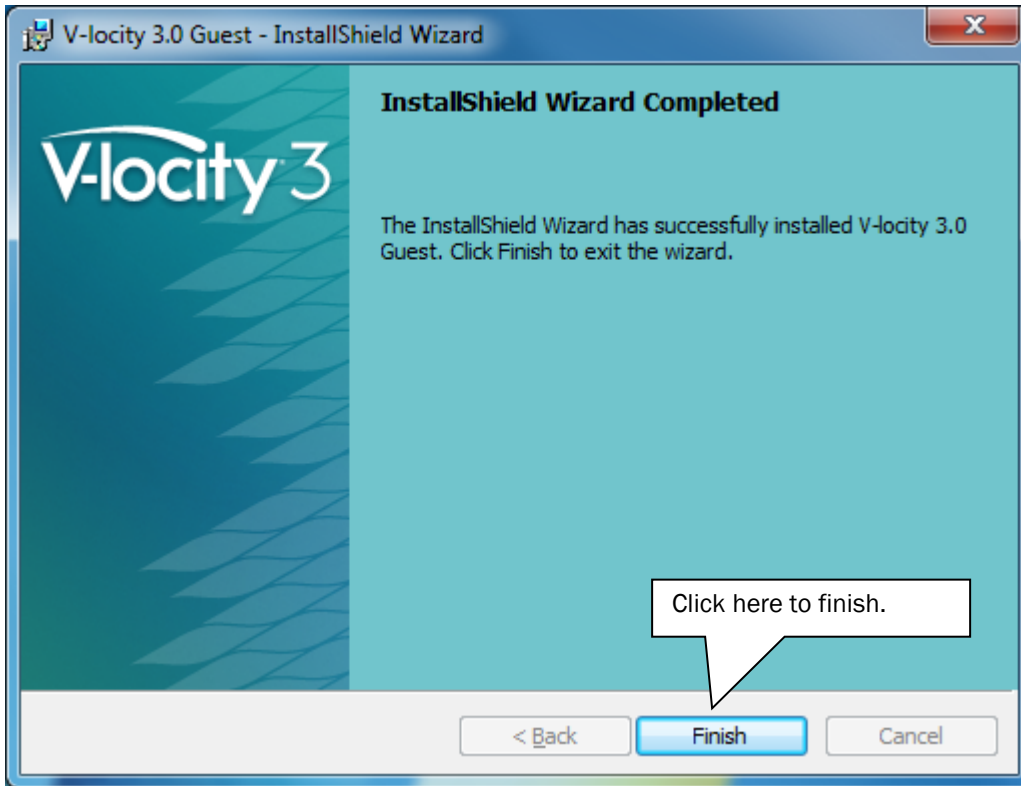 V-locity 3.0 Guest - InstallShield Wizard
InstallShield Wizard Completed
V-locity 3
The InstallShield Wizard has successfully installed V-locity 3.0
Guest. Click Finish to exit the wizard.
Click here to finish.
< Back
Finish
Cancel